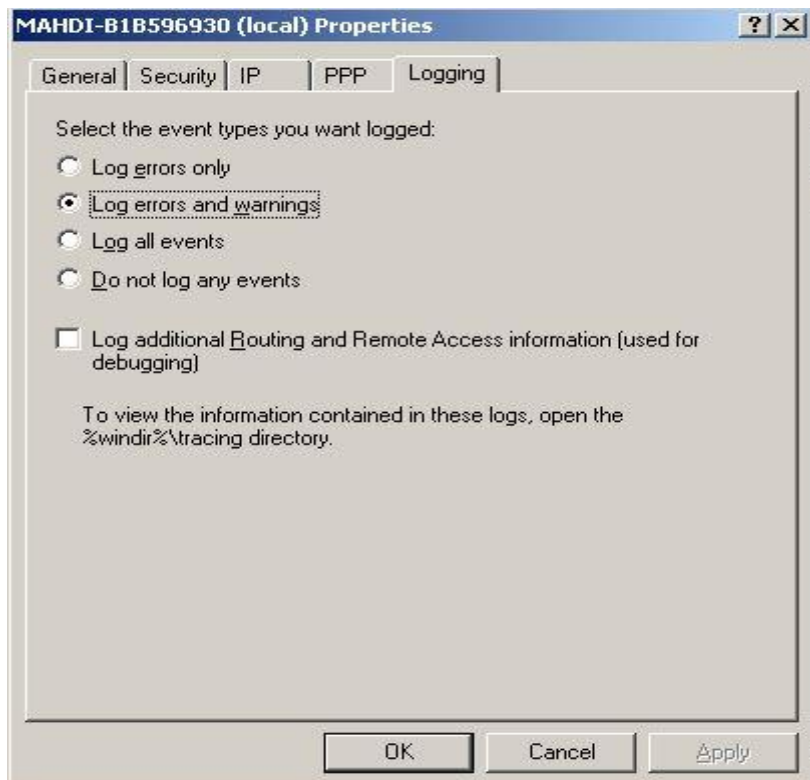 MAHDI-B1B596930 (local) Properties
General Security IP PPP Logging
Select the event types you want logged:
Log errors only
Log errors and warnings
Log all events
Do not log any events
Log additional Routing and Remote Access information (used for
debugging)
To view the information contained in these logs, open the
%windir%\tracing directory.
OK Cancel Apply